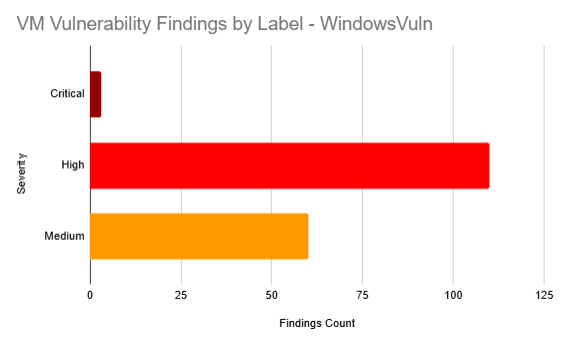 VM Vulnerability Findings by Label - WindowsVuln
Severity
Critical
High
Medium
0 25 50 75 100 125
Findings Count